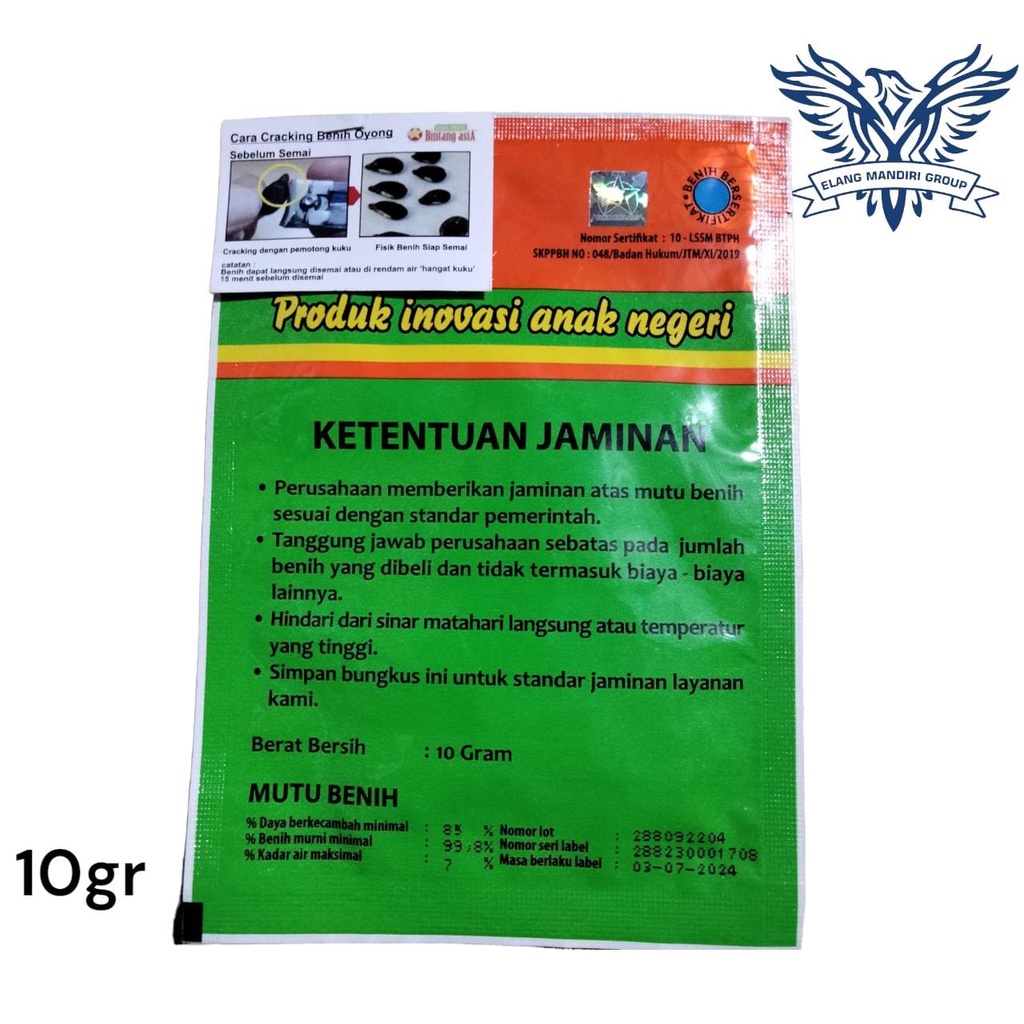 ELANG MANDIRI GROUP
Cara Cracking Benih Oyong
Bintang asiA
Sebelum Semai
Cracking dengan pemotong kuku
Fisik Benih Siap Semai
catatan :
Benih dapat langsung disemai atau di rendam air 'hangat kuku'
15 menit sebelum disemai
• BENIH BERSERTIFIKAT
Nomor Sertifikat : 10 - LSSM BTPH
SKPPBH NO : 048/Badan Hukum/JTM/XI/2019
Produk inovasi anak negeri
KETENTUAN JAMINAN
• Perusahaan memberikan jaminan atas mutu benih
sesuai dengan standar pemerintah.
• Tanggung jawab perusahaan sebatas pada jumlah
benih yang dibeli dan tidak termasuk biaya - biaya
lainnya.
• Hindari dari sinar matahari langsung atau temperatur
yang tinggi.
• Simpan bungkus ini untuk standar jaminan layanan
kami.
Berat Bersih : 10 Gram
MUTU BENIH
% Daya berkecambah minimal : 85 %
% Benih murni minimal : 99,8%
% Kadar air maksimal : 7 %
Nomor lot : 288092204
Nomor seri label : 288230001708
Masa berlaku label : 03-07-2024
10gr